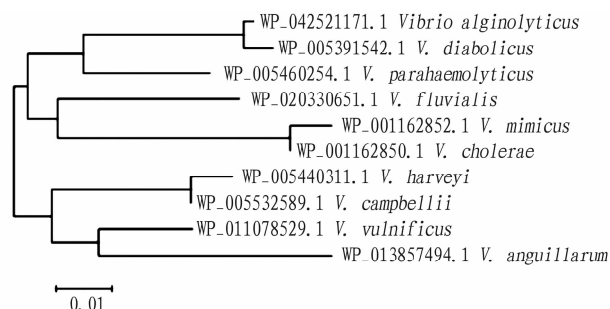 WP_042521171.1 Vibrio alginolyticus
WP_005391542.1 V. diabolicus
WP_005460254.1 V. parahaemolyticus
WP_020330651.1 V. fluvialis
WP_001162852.1 V. mimicus
WP_001162850.1 V. cholerae
WP_005440311.1 V. harveyi
WP_005532589.1 V. campbellii
WP_011078529.1 V. vulnificus
WP_013857494.1 V. anguillarum
0.01